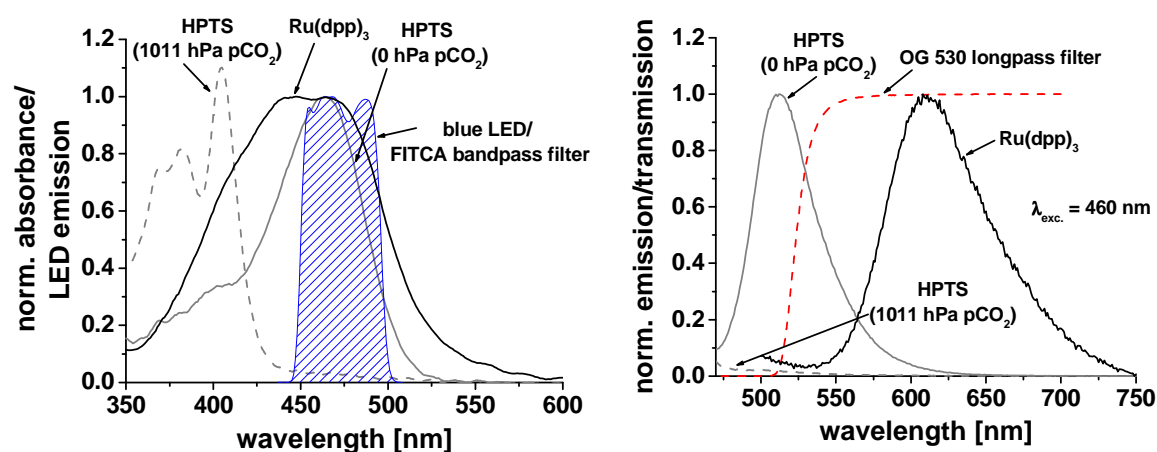 HPTS
(1011 hPa pCO₂)
Ru(dpp)₃
HPTS
(0 hPa pCO₂)
blue LED/
FITCA bandpass filter
norm. absorbance/
LED emission
1.2
1.0
0.8
0.6
0.4
0.2
0.0
350 400 450 500 550 600
wavelength [nm]
HPTS
(0 hPa pCO₂)
OG 530 longpass filter
Ru(dpp)₃
λexc. = 460 nm
HPTS
(1011 hPa pCO₂)
norm. emission/transmission
1.2
1.0
0.8
0.6
0.4
0.2
0.0
500 550 600 650 700 750
wavelength [nm]